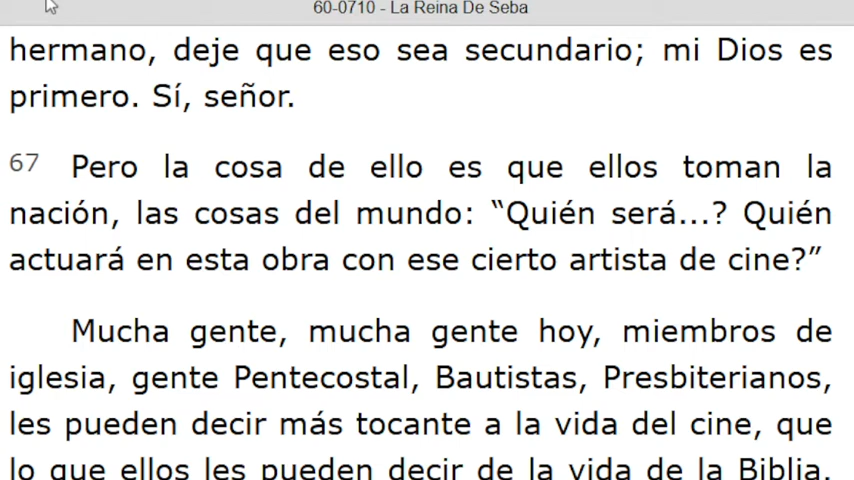 60-0710 - La Reina De Seba
hermano, deje que eso sea secundario; mi Dios es
primero. Sí, señor.
67 Pero la cosa de ello es que ellos toman la
nación, las cosas del mundo: “Quién será...? Quién
actuará en esta obra con ese cierto artista de cine?”
Mucha gente, mucha gente hoy, miembros de
iglesia, gente Pentecostal, Bautistas, Presbiterianos,
les pueden decir más tocante a la vida del cine, que
lo que ellos les pueden decir de la vida de la Biblia.